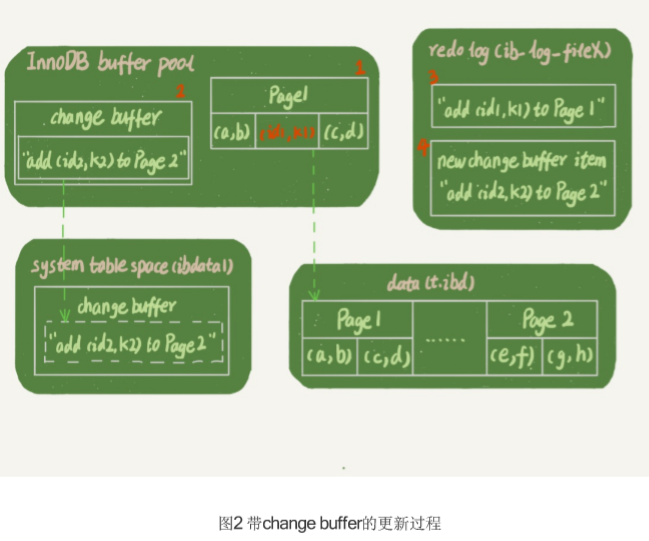 InnoDB buffer pool
1
Page1
(a,b) (id1,k1) (c,d)
2
change buffer
"add (id2,k2) to Page 2"
redo log (ib-log-fileX)
3
"add (id1,k1) to Page 1"
4
new change buffer item
"add (id2,k2) to Page 2"
system table space (ibdata1)
change buffer
"add (id2,k2) to Page 2"
data (t.ibd)
Page1 ...... Page 2
(a,b) (c,d) (e,f) (g,h)
图2 带change buffer的更新过程